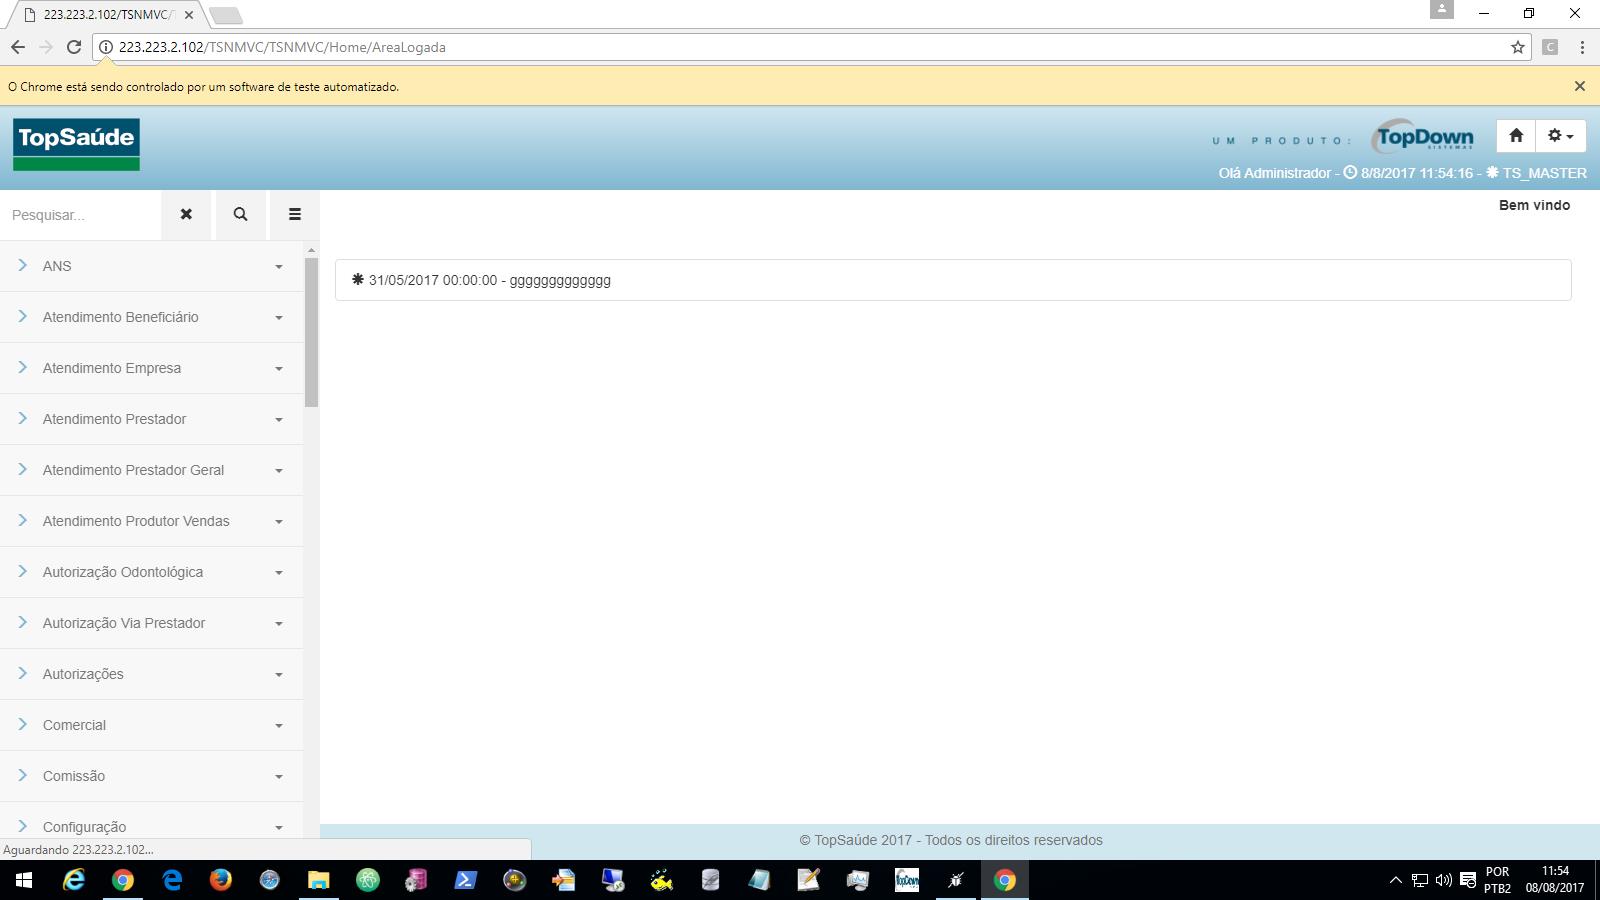 223.223.2.102/TSNMVC/
223.223.2.102/TSNMVC/TSNMVC/Home/AreaLogada
C
O Chrome está sendo controlado por um software de teste automatizado.
TopSaúde
UM PRODUTO:
TopDown
SISTEMAS
Olá Administrador - 8/8/2017 11:54:16 - TS_MASTER
Pesquisar...
Bem vindo
31/05/2017 00:00:00 - ggggggggggggg
ANS
Atendimento Beneficiário
Atendimento Empresa
Atendimento Prestador
Atendimento Prestador Geral
Atendimento Produtor Vendas
Autorização Odontológica
Autorização Via Prestador
Autorizações
Comercial
Comissão
Configuração
© TopSaúde 2017 - Todos os direitos reservados
Aguardando 223.223.2.102...
TopDown
POR
PTB2
11:54
08/08/2017